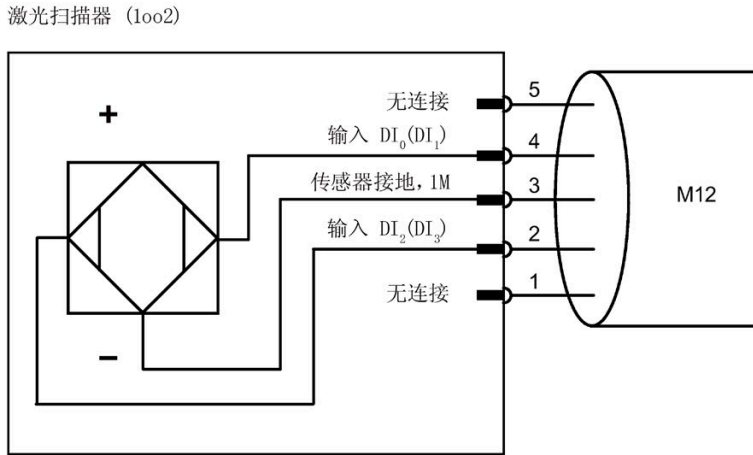 激光扫描器 (1oo2)
+
无连接 5
输入 DI₀(DI₁) 4
传感器接地, 1M 3
M12
输入 DI₂(DI₃) 2
无连接 1
−